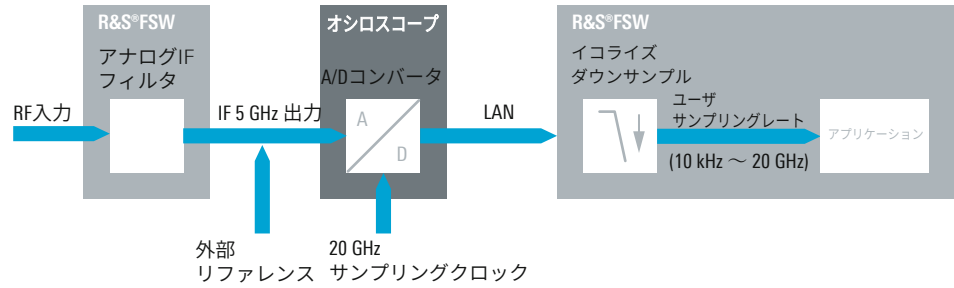 R&S®FSW
アナログIF
フィルタ
RF入力
IF 5 GHz 出力
オシロスコープ
A/Dコンバータ
A
D
LAN
R&S®FSW
イコライズ
ダウンサンプル
ユーザ
サンプリングレート
(10 kHz ～ 20 GHz)
アプリケーション
外部
リファレンス
20 GHz
サンプリングクロック